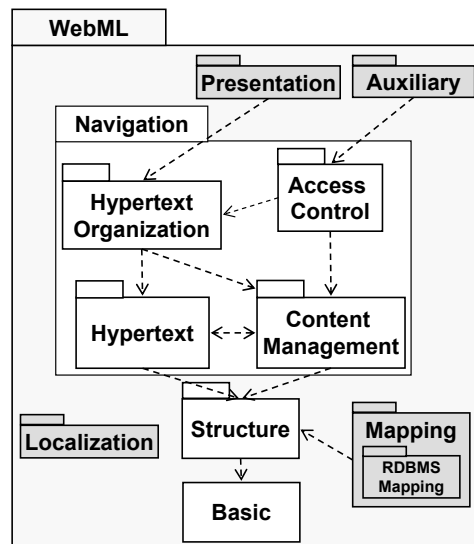 WebML
Presentation
Auxiliary
Navigation
Hypertext
Organization
Access
Control
Hypertext
Content
Management
Localization
Structure
Mapping
RDBMS
Mapping
Basic